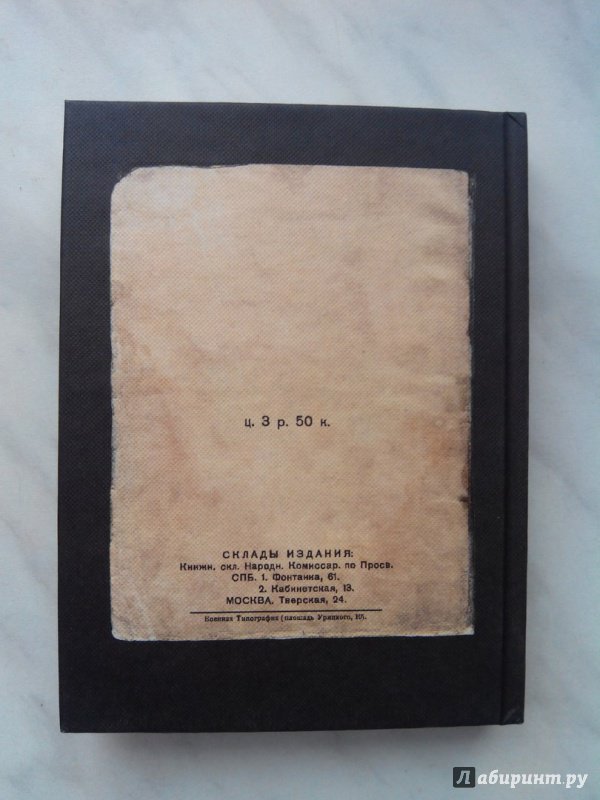 ц. 3 р. 50 к.
СКЛАДЫ ИЗДАНИЯ:
Книжн. скл. Народн. Комиссар. по Просв.
СПБ. 1. Фонтанка, 61.
2. Кабинетская, 13.
МОСКВА. Тверская, 24.
Военная Типография (площадь Урицкого, 10).
Лабиринт.ру